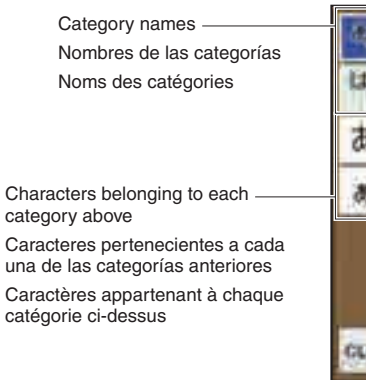 Category names
Nombres de las categorías
Noms des catégories
は
Characters belonging to each
category above
Caracteres pertenecientes a cada
una de las categorías anteriores
Caractères appartenant à chaque
catégorie ci-dessus